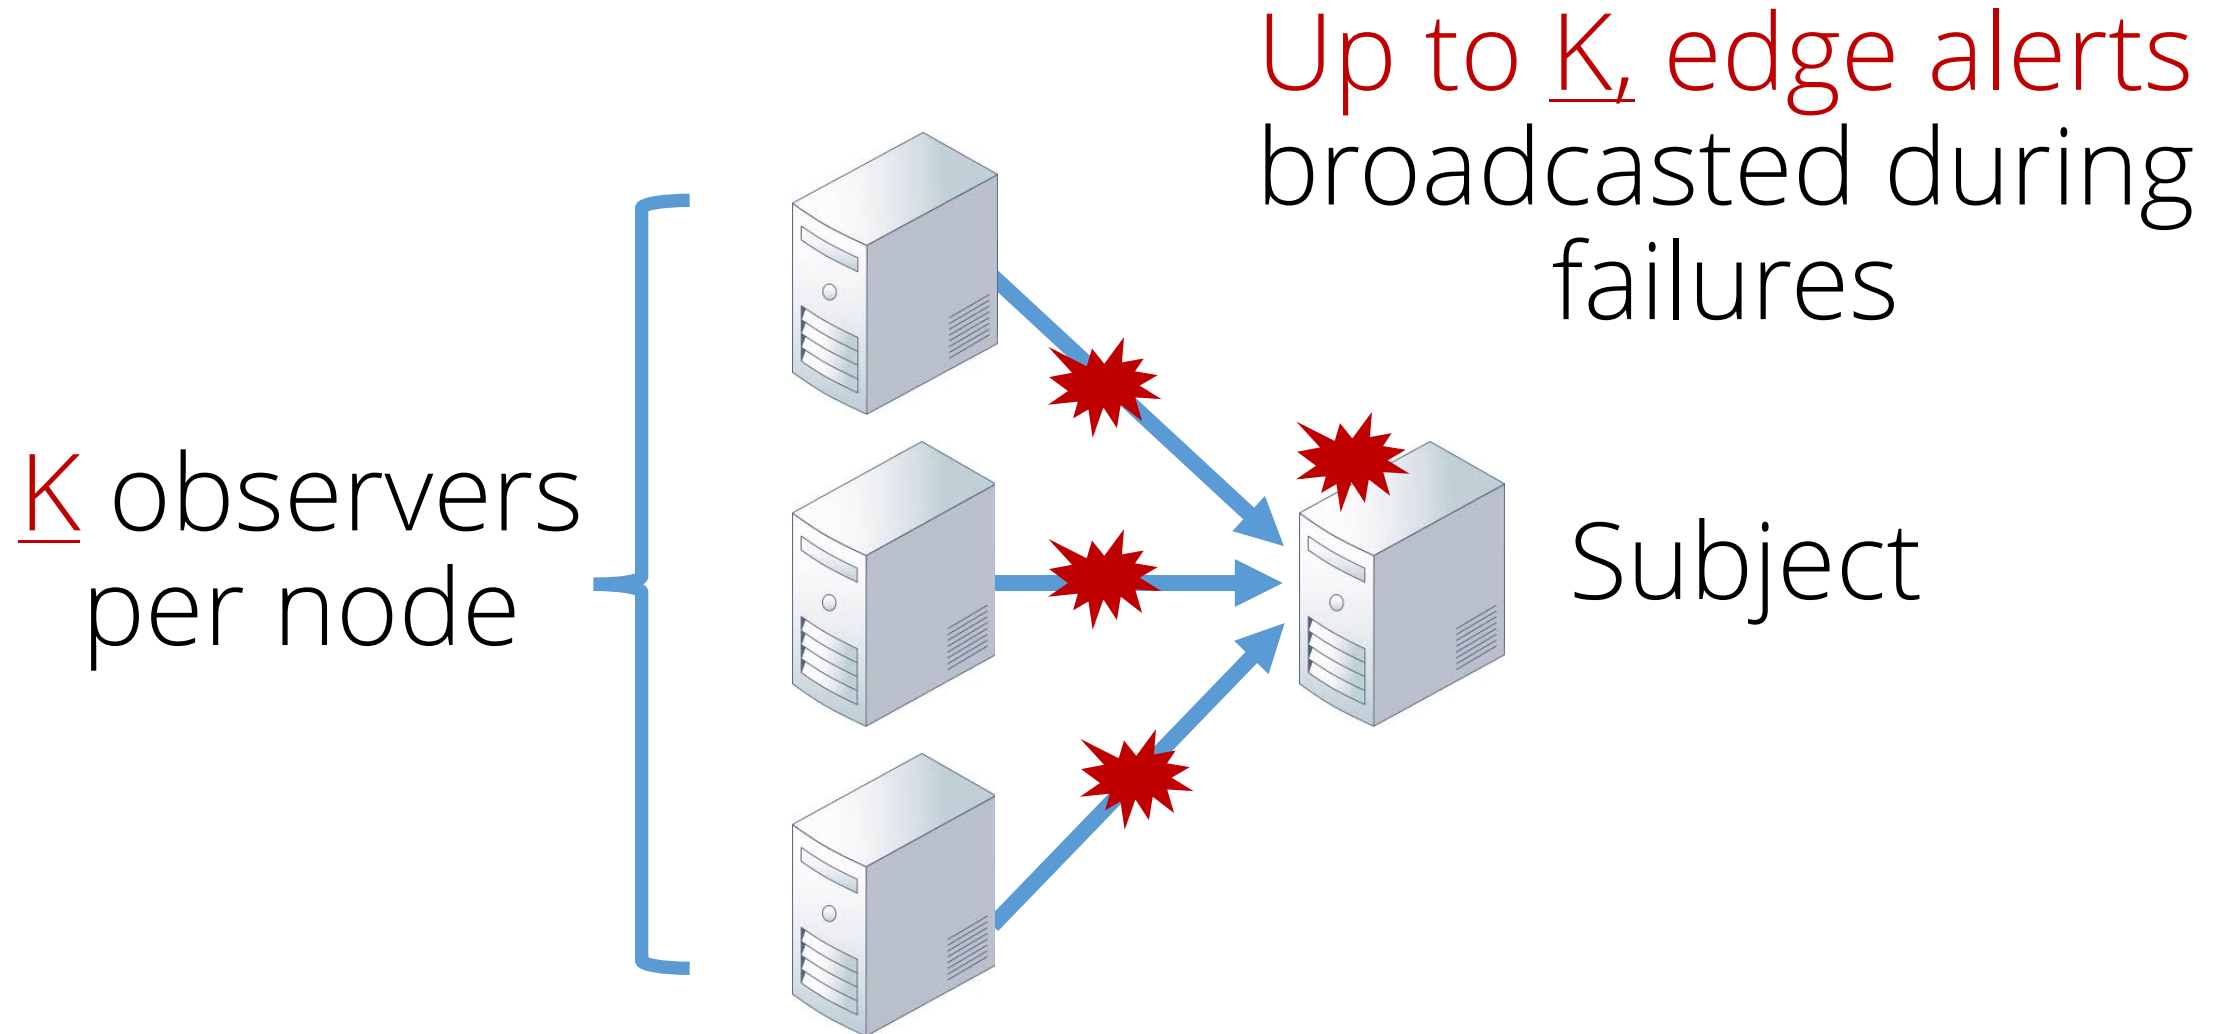 Up to K, edge alerts
broadcasted during
failures
K observers
per node
Subject